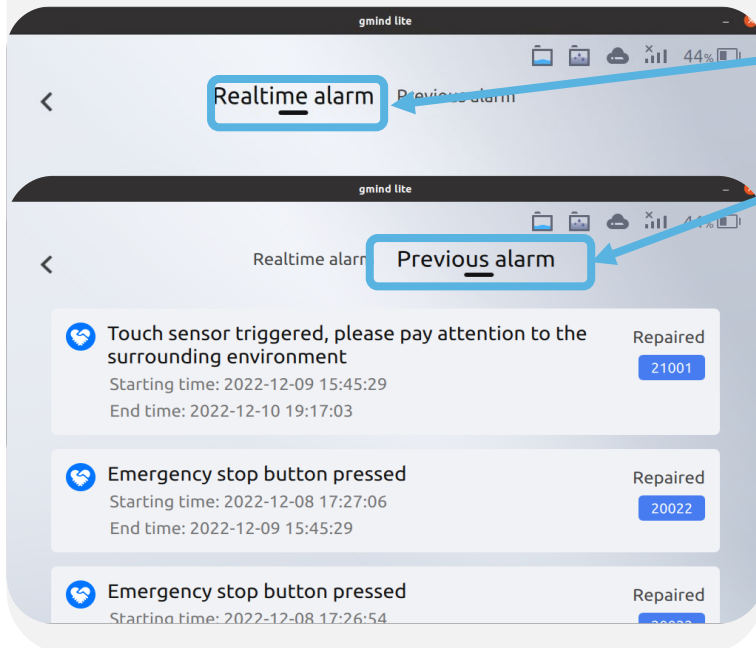 gmind lite
44%
Realtime alarm Previous alarm
gmind lite
44%
Realtime alarm Previous alarm
Touch sensor triggered, please pay attention to the
surrounding environment
Starting time: 2022-12-09 15:45:29
End time: 2022-12-10 19:17:03
Repaired
21001
Emergency stop button pressed
Starting time: 2022-12-08 17:27:06
End time: 2022-12-09 15:45:29
Repaired
20022
Emergency stop button pressed
Starting time: 2022-12-08 17:26:54
Repaired